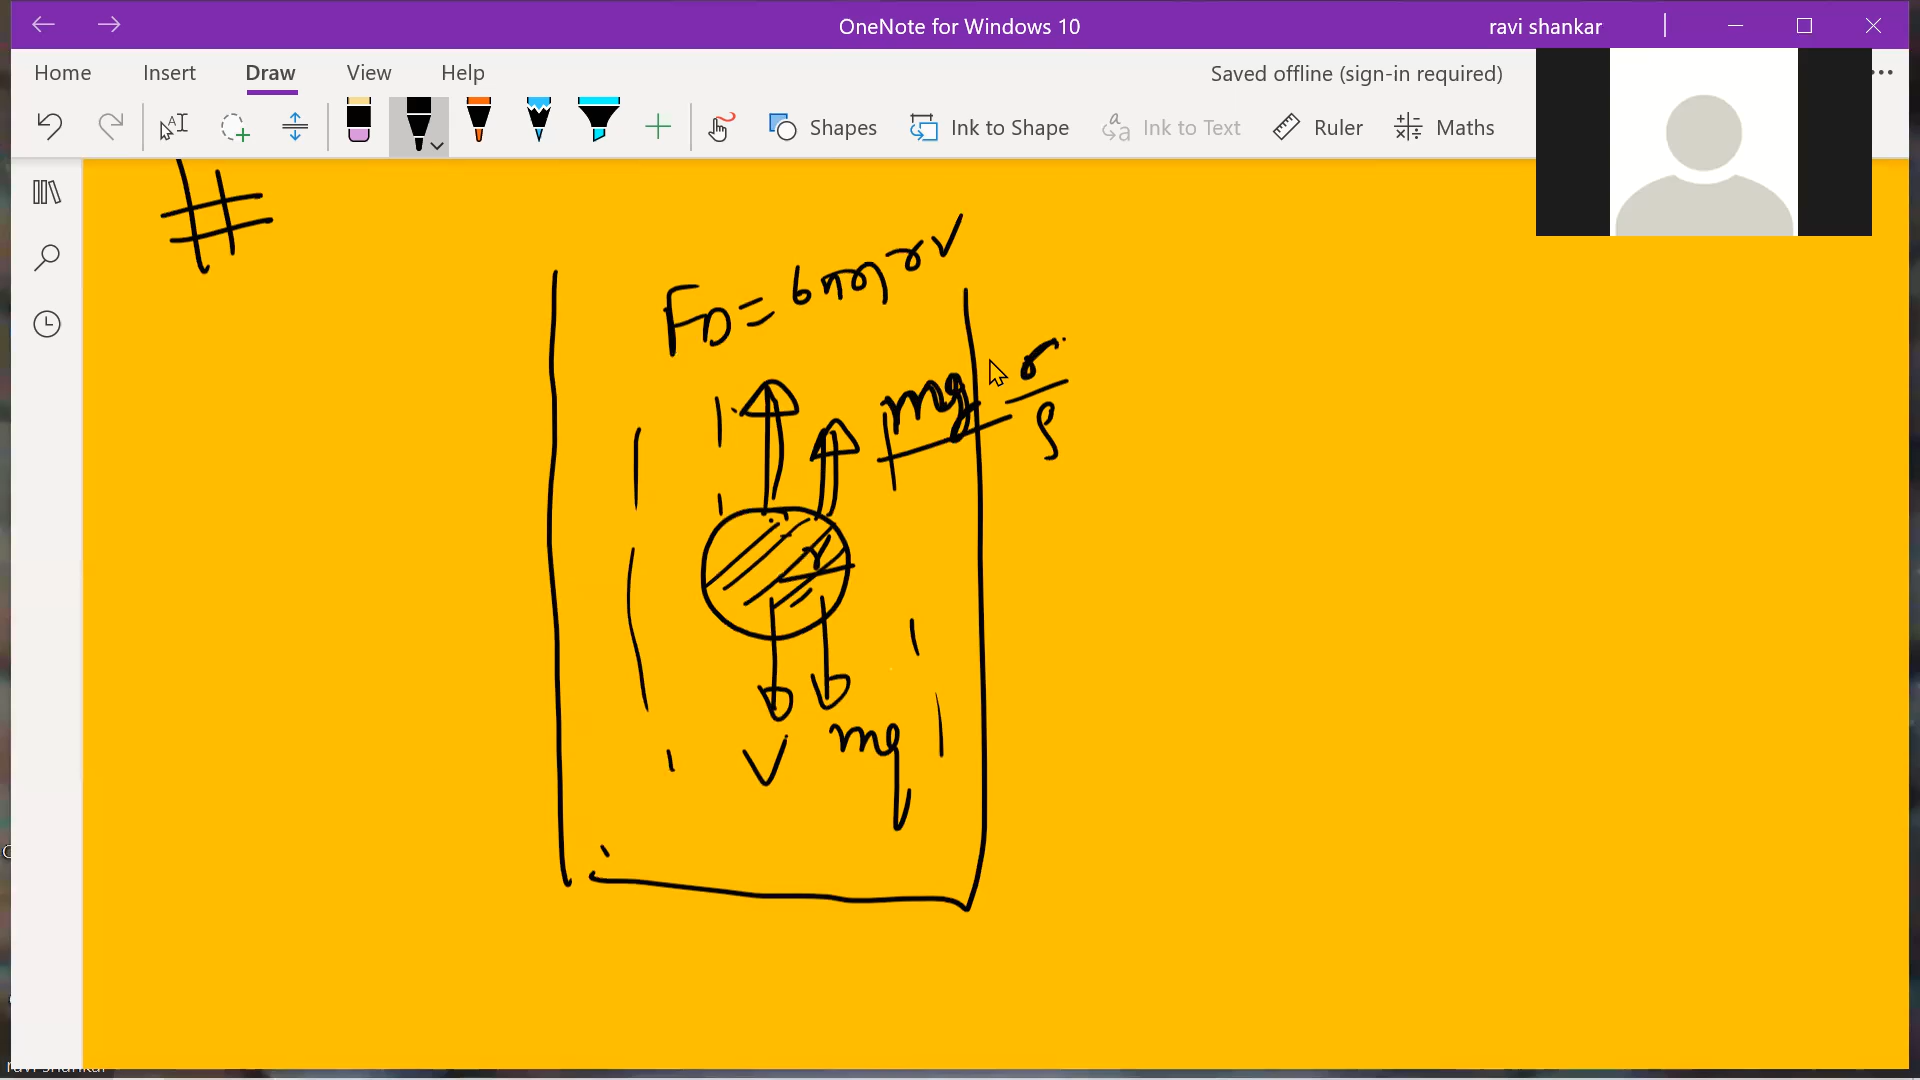 OneNote for Windows 10
ravi shankar
Home Insert Draw View Help
Saved offline (sign-in required)
Shapes Ink to Shape Ink to Text Ruler Maths
F_D = 6πηrv
mg σ/ρ
r
v
mg